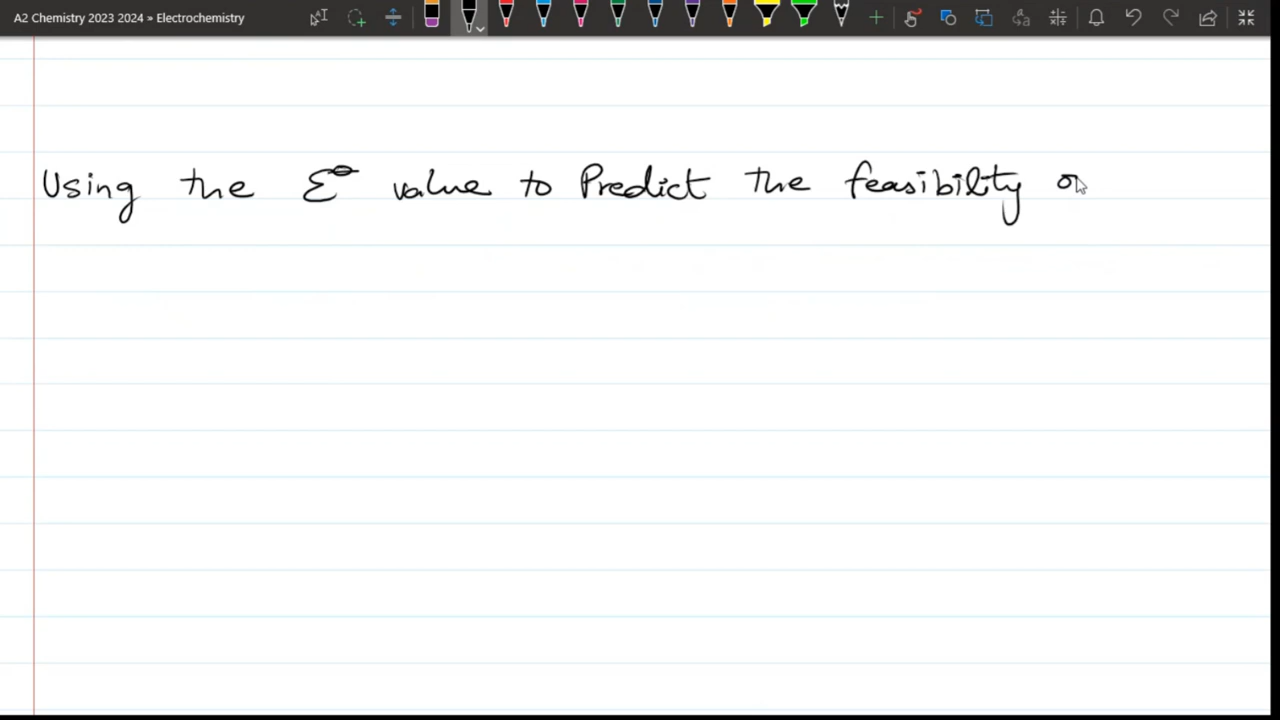 A2 Chemistry 2023 2024 » Electrochemistry
Using the E⦵ value to Predict the feasibility o